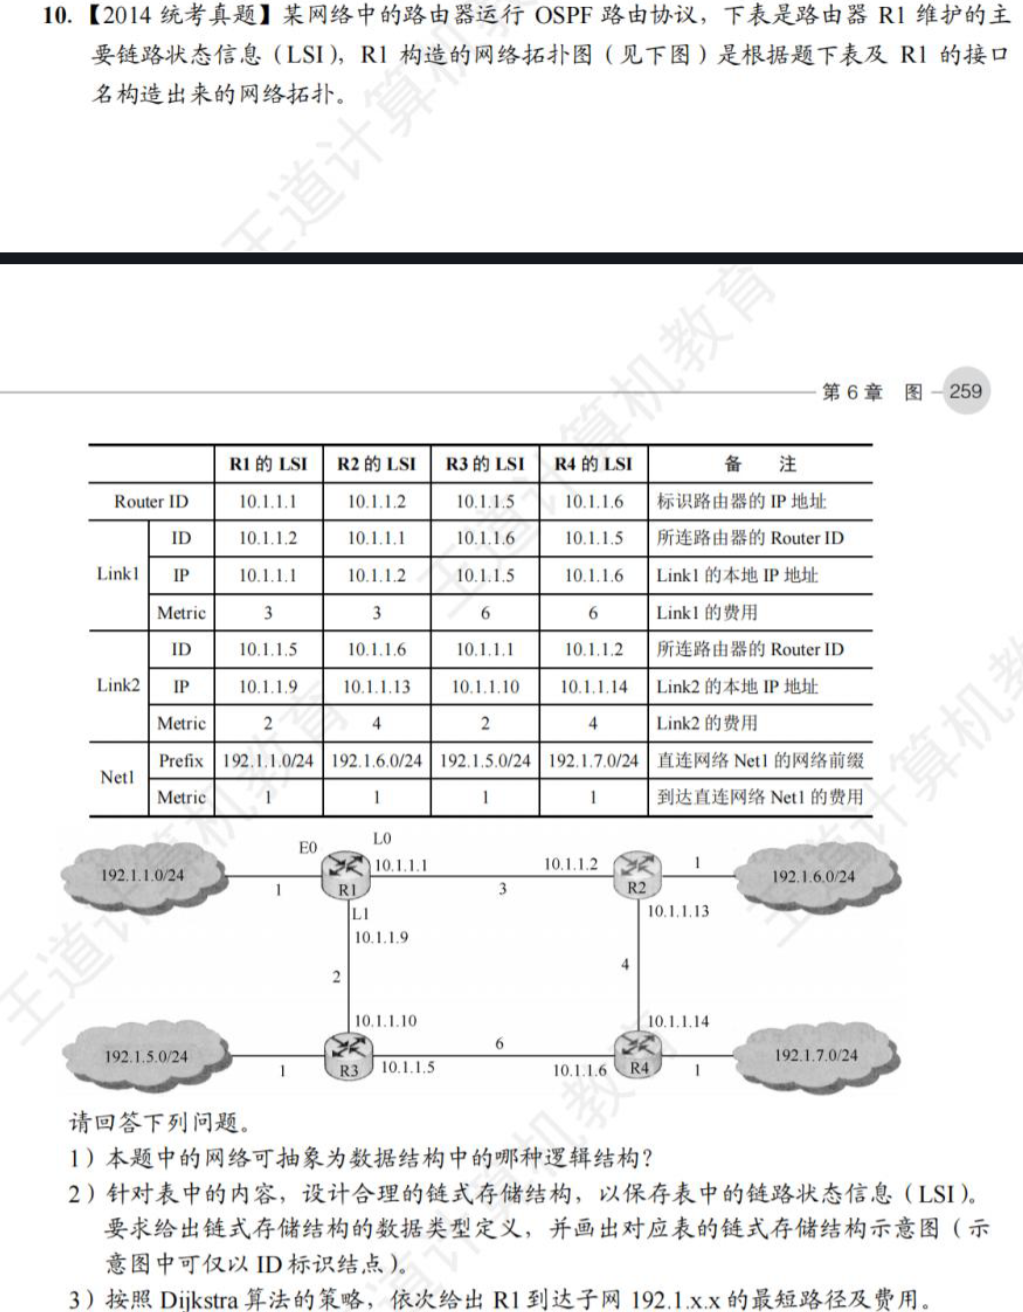 10.【2014 统考真题】某网络中的路由器运行 OSPF 路由协议，下表是路由器 R1 维护的主
要链路状态信息（LSI），R1 构造的网络拓扑图（见下图）是根据题下表及 R1 的接口
名构造出来的网络拓扑。
第 6 章 图 259
R1 的 LSI R2 的 LSI R3 的 LSI R4 的 LSI 备 注
Router ID 10.1.1.1 10.1.1.2 10.1.1.5 10.1.1.6 标识路由器的 IP 地址
Link1 ID 10.1.1.2 10.1.1.1 10.1.1.6 10.1.1.5 所连路由器的 Router ID
IP 10.1.1.1 10.1.1.2 10.1.1.5 10.1.1.6 Link1 的本地 IP 地址
Metric 3 3 6 6 Link1 的费用
Link2 ID 10.1.1.5 10.1.1.6 10.1.1.1 10.1.1.2 所连路由器的 Router ID
IP 10.1.1.9 10.1.1.13 10.1.1.10 10.1.1.14 Link2 的本地 IP 地址
Metric 2 4 2 4 Link2 的费用
Net1 Prefix 192.1.1.0/24 192.1.6.0/24 192.1.5.0/24 192.1.7.0/24 直连网络 Net1 的网络前缀
Metric 1 1 1 1 到达直连网络 Net1 的费用
E0 L0
192.1.1.0/24 10.1.1.1 10.1.1.2 1 192.1.6.0/24
1 R1 3 R2
L1 10.1.1.13
10.1.1.9
2 4
10.1.1.10 10.1.1.14
192.1.5.0/24 6 192.1.7.0/24
1 R3 10.1.1.5 10.1.1.6 R4 1
请回答下列问题。
1）本题中的网络可抽象为数据结构中的哪种逻辑结构？
2）针对表中的内容，设计合理的链式存储结构，以保存表中的链路状态信息（LSI）。
要求给出链式存储结构的数据类型定义，并画出对应表的链式存储结构示意图（示
意图中可仅以 ID 标识结点）。
3）按照 Dijkstra 算法的策略，依次给出 R1 到达子网 192.1.x.x 的最短路径及费用。
王道计算机教育